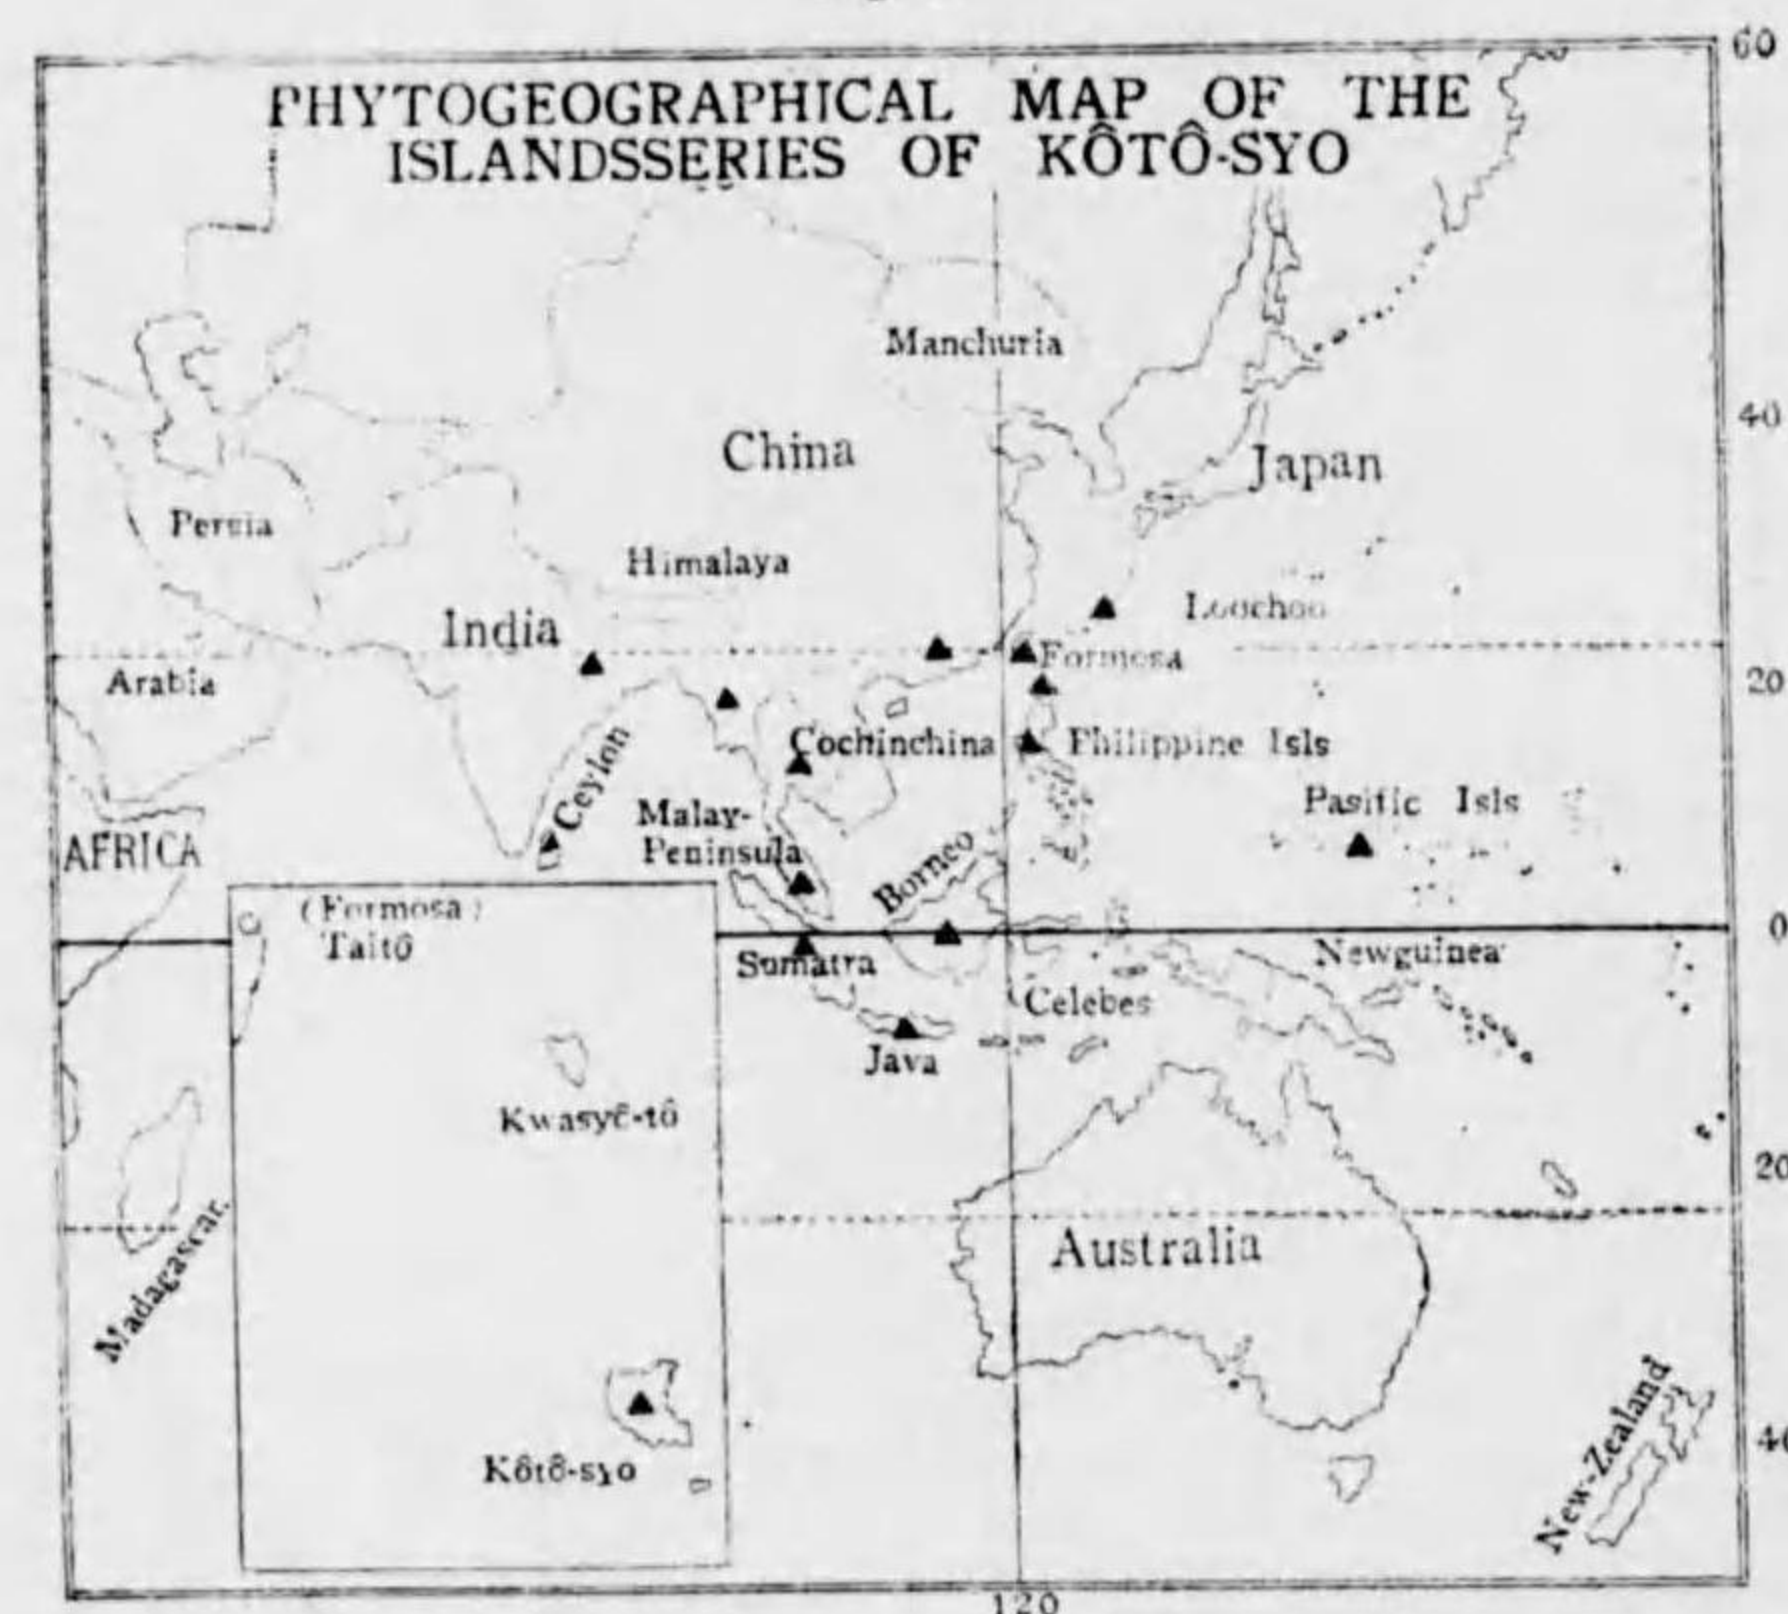 PHYTOGEOGRAPHICAL MAP OF THE
ISLANDSSERIES OF KÔTÔ-SYO
60
Manchuria
40
China
Japan
Persia
Himalaya
Loochoo
India
Formosa
Arabia
20
Cochinchina
Philippine Isls
Ceylon
Pasific Isls
Malay-
Peninsula
AFRICA
Borneo
(Formosa)
Taitô
0
Sumatra
Newguinea
Celebes
Java
Kwasyô-tô
20
Madagascar.
Australia
New-Zealand
40
Kôtô-syo
120